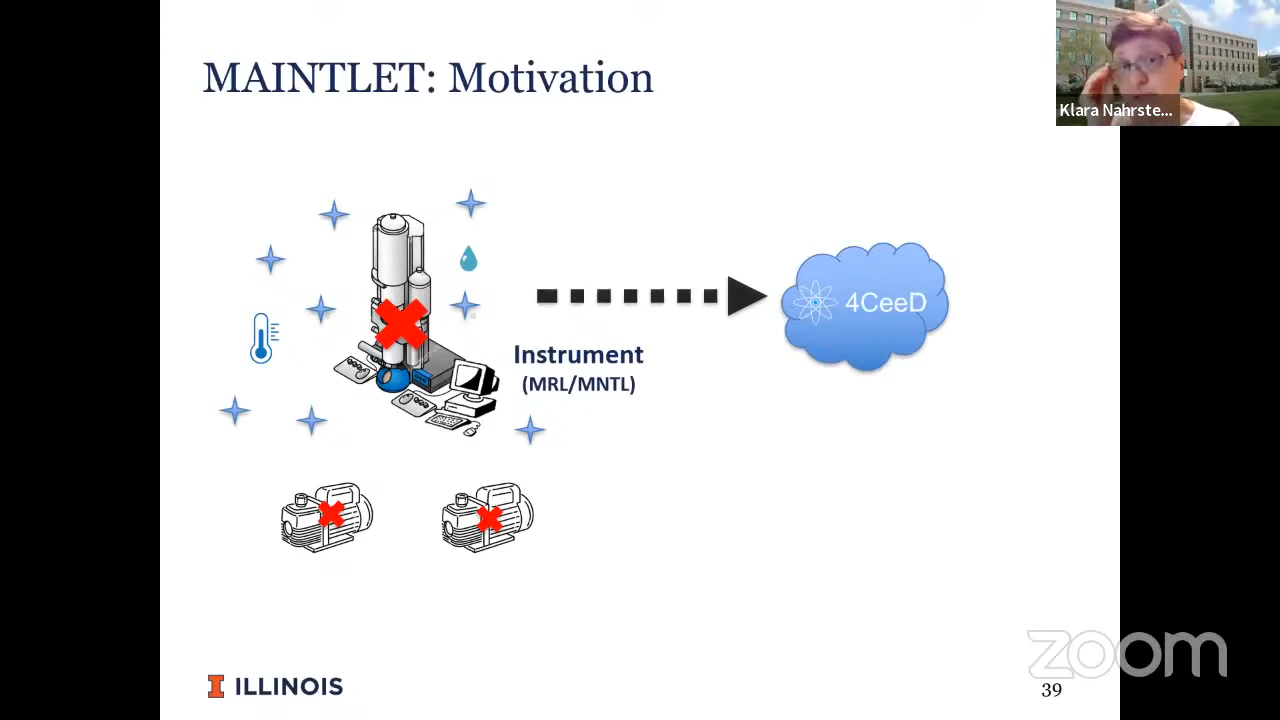 MAINTLET: Motivation
Klara Nahrste...
4CeeD
Instrument
(MRL/MNTL)
ILLINOIS
zoom
39